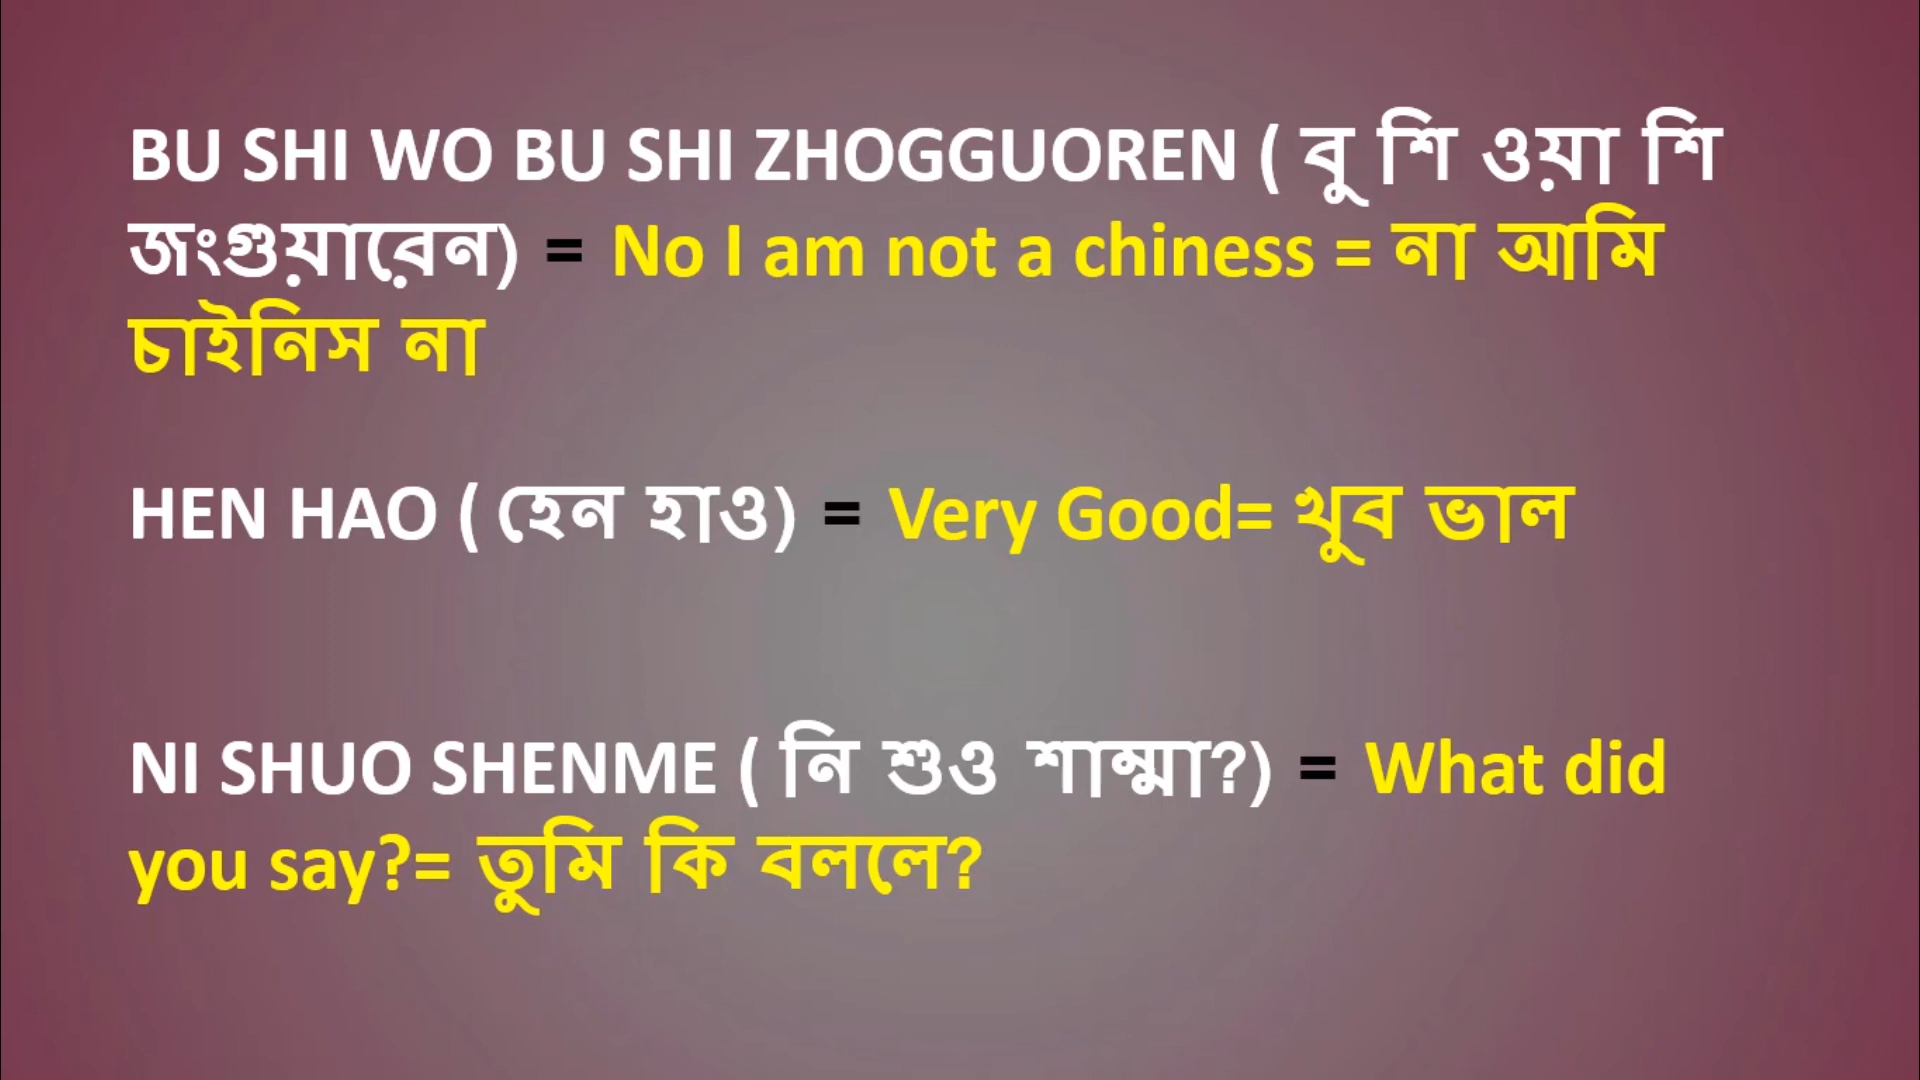 BU SHI WO BU SHI ZHOGGUOREN ( বু শি ওয়া শি
জংগুয়ারেন) = No I am not a chiness = না আমি
চাইনিস না
HEN HAO ( হেন হাও) = Very Good= খুব ভাল
NI SHUO SHENME ( নি শুও শাম্মা?) = What did
you say?= তুমি কি বললে?